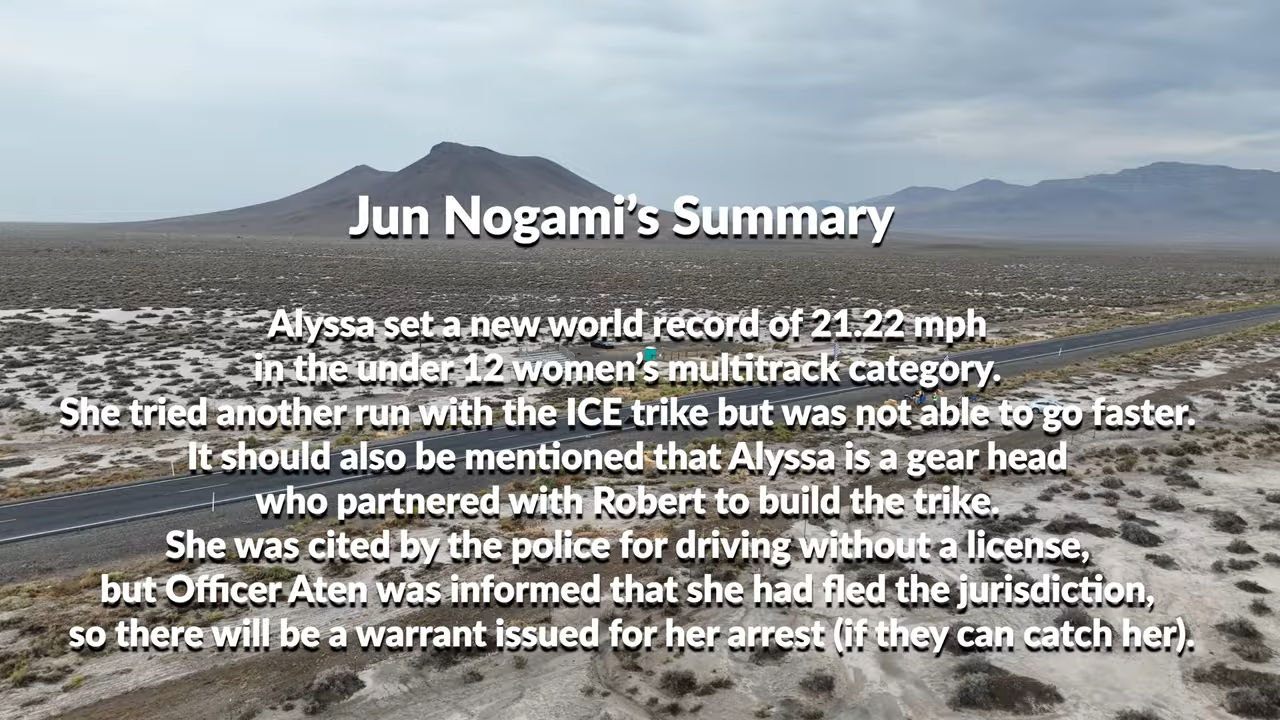 Jun Nogami’s Summary
Alyssa set a new world record of 21.22 mph
in the under 12 women’s multitrack category.
She tried another run with the ICE trike but was not able to go faster.
It should also be mentioned that Alyssa is a gear head
who partnered with Robert to build the trike.
She was cited by the police for driving without a license,
but Officer Aten was informed that she had fled the jurisdiction,
so there will be a warrant issued for her arrest (if they can catch her).